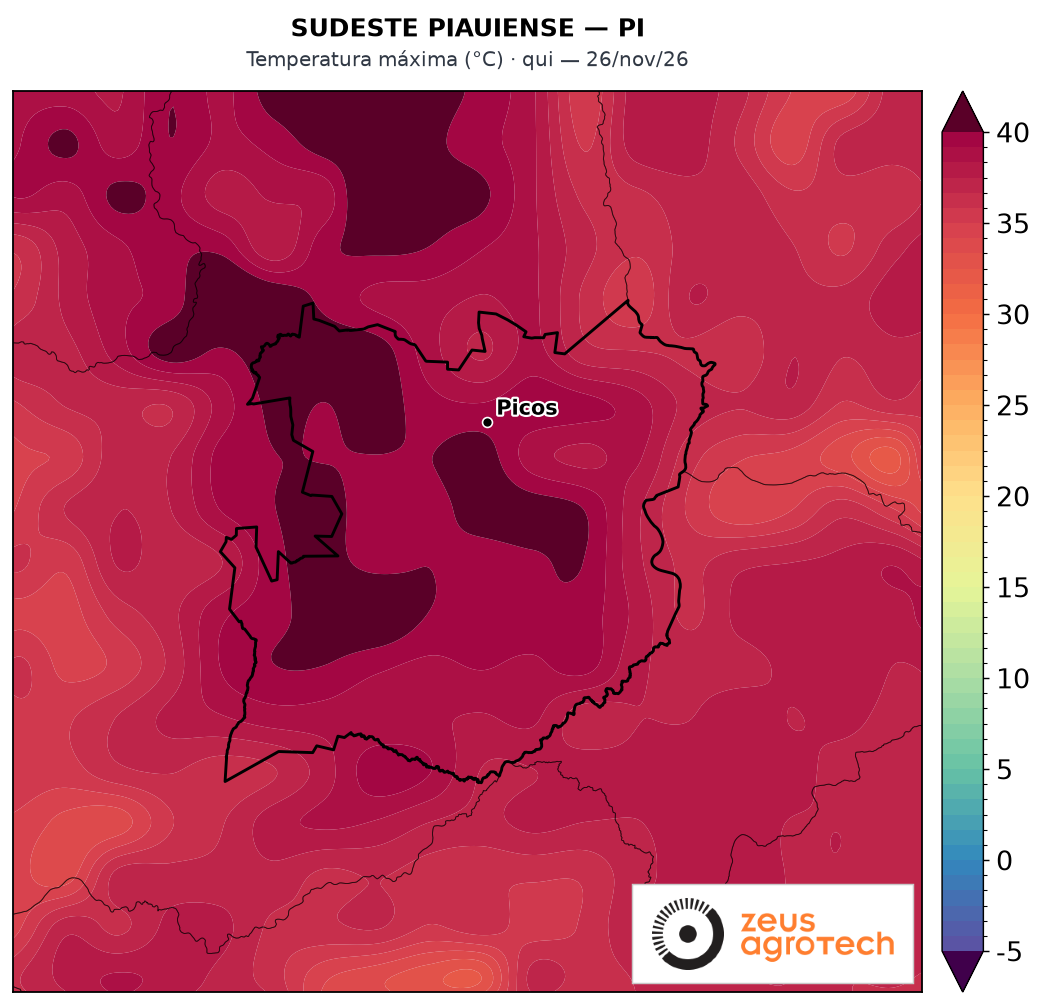 SUDESTE PIAUIENSE — PI
Temperatura máxima (°C) · qui — 26/nov/26
Picos
40
35
30
25
20
15
10
5
0
-5
zeus
agrotech